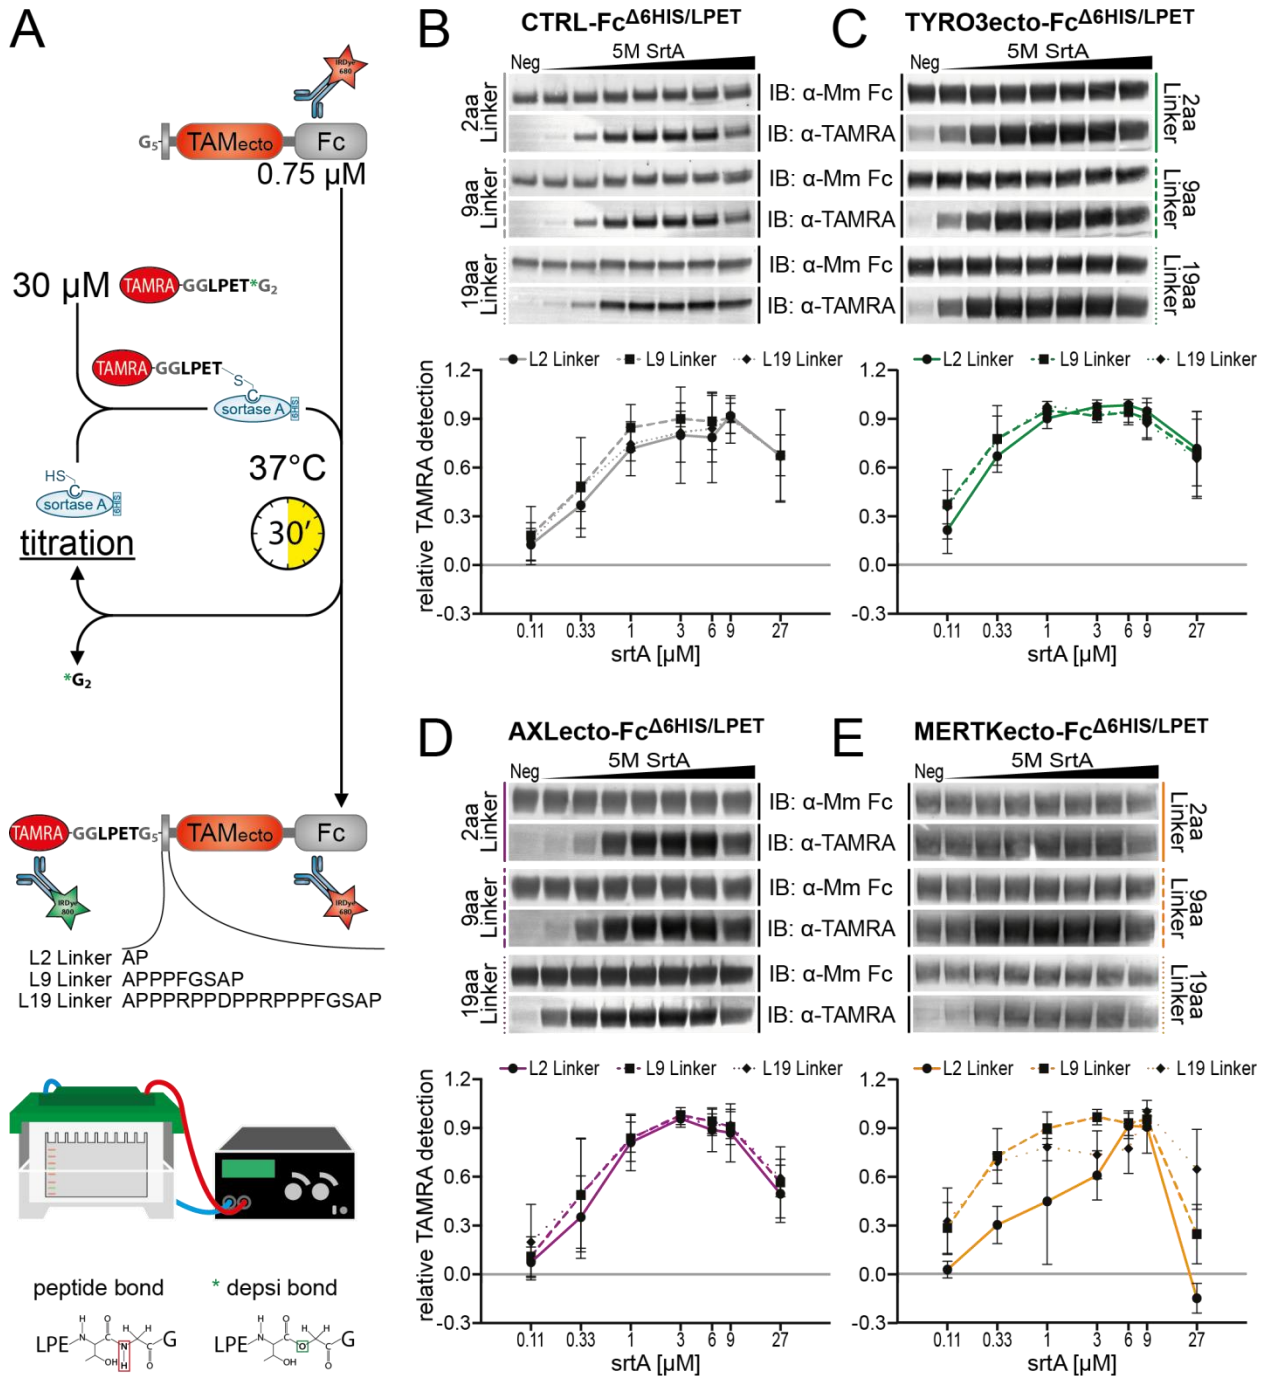 A
IRDye
680
G5- TAMecto Fc
0.75 µM
30 µM TAMRA -GGLPET*G2
TAMRA -GGLPET
S
C
sortase A 6HIS
HS
C
sortase A 6HIS
titration
37°C
30'
*G2
TAMRA -GGLPETG5- TAMecto Fc
IRDye
800
IRDye
680
L2 Linker AP
L9 Linker APPPFGSAP
L19 Linker APPPRPPDPPRPPPFGSAP
peptide bond
* depsi bond
LPE H N O H H N H OH O G
LPE H N O H H O OH O G
B
CTRL-FcΔ6HIS/LPET
Neg 5M SrtA
2aa Linker
IB: α-Mm Fc
IB: α-TAMRA
9aa Linker
IB: α-Mm Fc
IB: α-TAMRA
19aa Linker
IB: α-Mm Fc
IB: α-TAMRA
L2 Linker L9 Linker L19 Linker
relative TAMRA detection
1.2
0.9
0.6
0.3
0.0
-0.3
0.11 0.33 1 3 6 9 27
srtA [µM]
C
TYRO3ecto-FcΔ6HIS/LPET
Neg 5M SrtA
2aa Linker
9aa Linker
19aa Linker
L2 Linker L9 Linker L19 Linker
1.2
0.9
0.6
0.3
0.0
-0.3
0.11 0.33 1 3 6 9 27
srtA [µM]
D
AXLecto-FcΔ6HIS/LPET
Neg 5M SrtA
2aa Linker
IB: α-Mm Fc
IB: α-TAMRA
9aa Linker
IB: α-Mm Fc
IB: α-TAMRA
19aa Linker
IB: α-Mm Fc
IB: α-TAMRA
L2 Linker L9 Linker L19 Linker
relative TAMRA detection
1.2
0.9
0.6
0.3
0.0
-0.3
0.11 0.33 1 3 6 9 27
srtA [µM]
E
MERTKecto-FcΔ6HIS/LPET
Neg 5M SrtA
2aa Linker
9aa Linker
19aa Linker
L2 Linker L9 Linker L19 Linker
1.2
0.9
0.6
0.3
0.0
-0.3
0.11 0.33 1 3 6 9 27
srtA [µM]